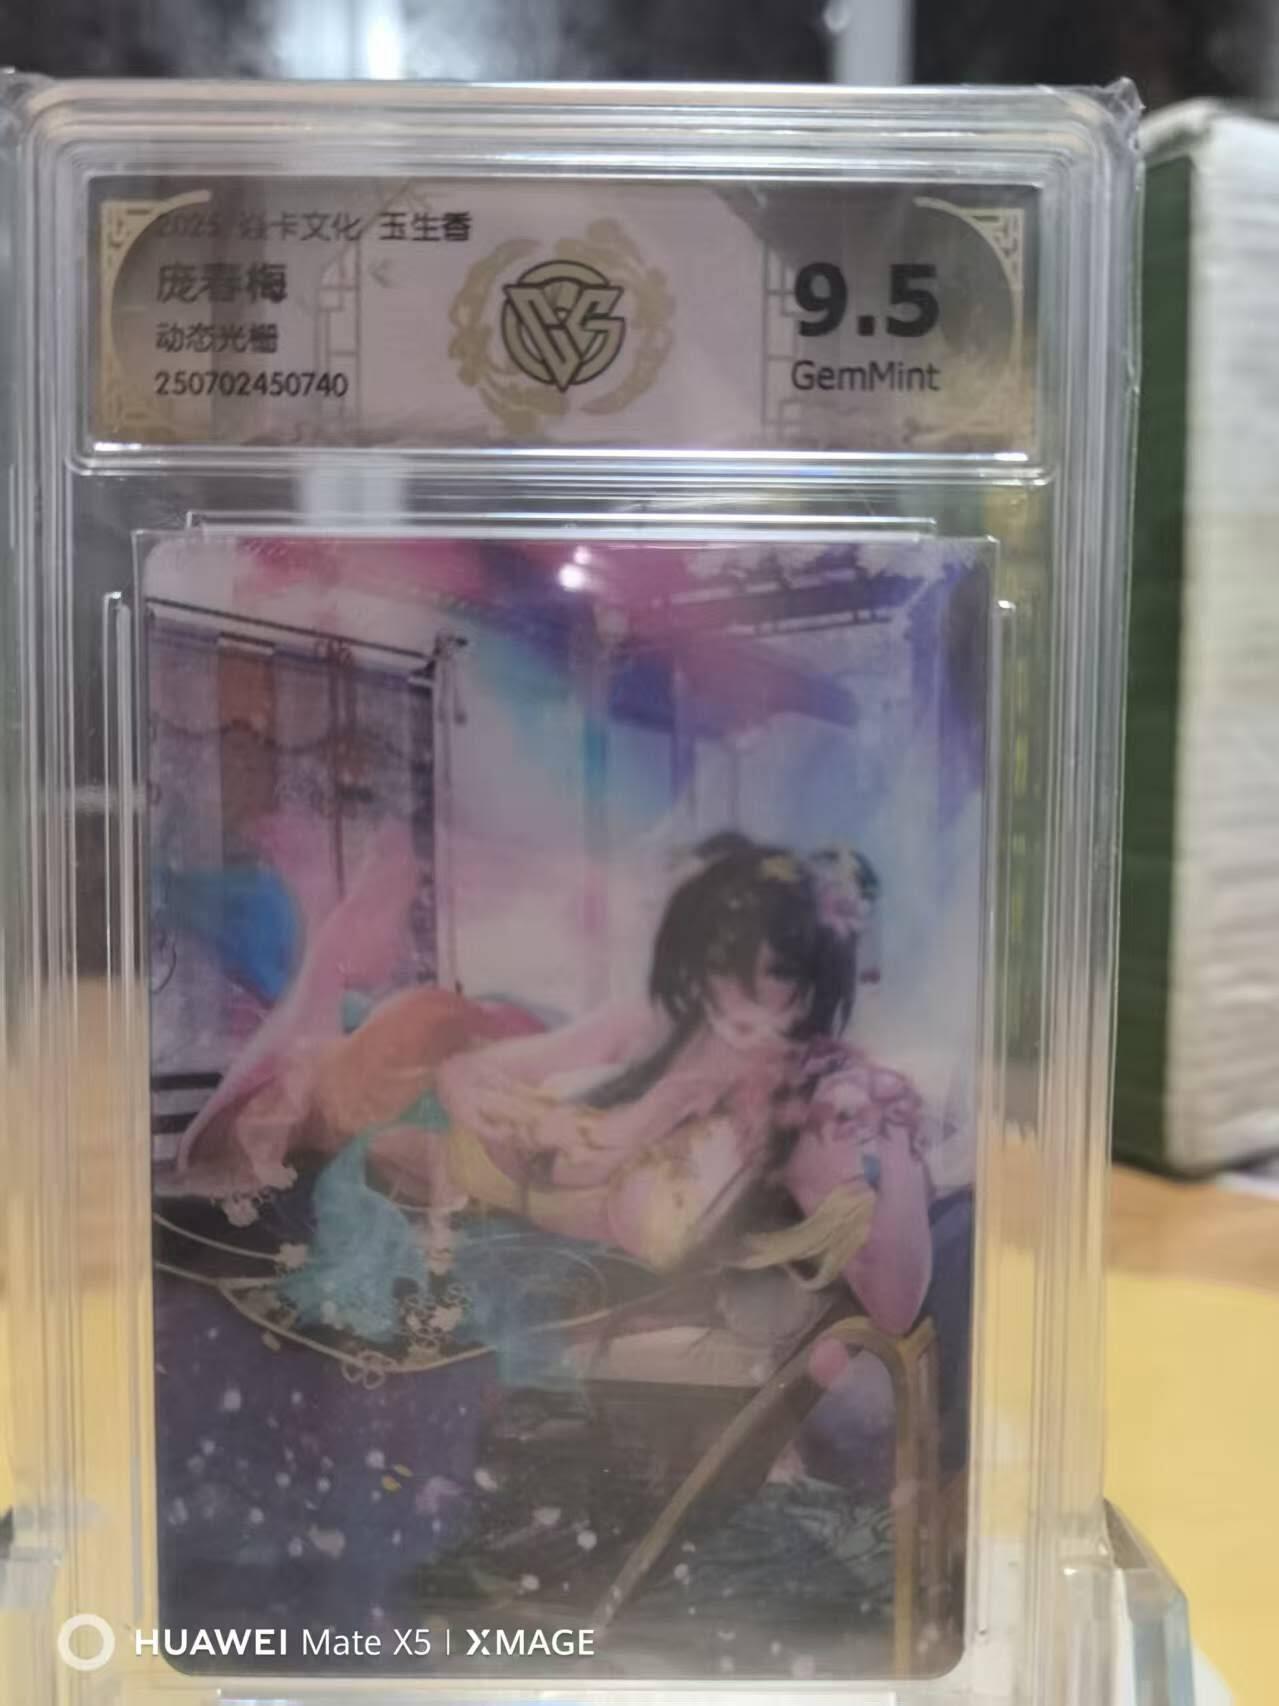 2025 卡文化 玉生香
庞春梅
动态光栅
250702450740
CCG
9.5
GemMint
HUAWEI Mate X5 | XMAGE